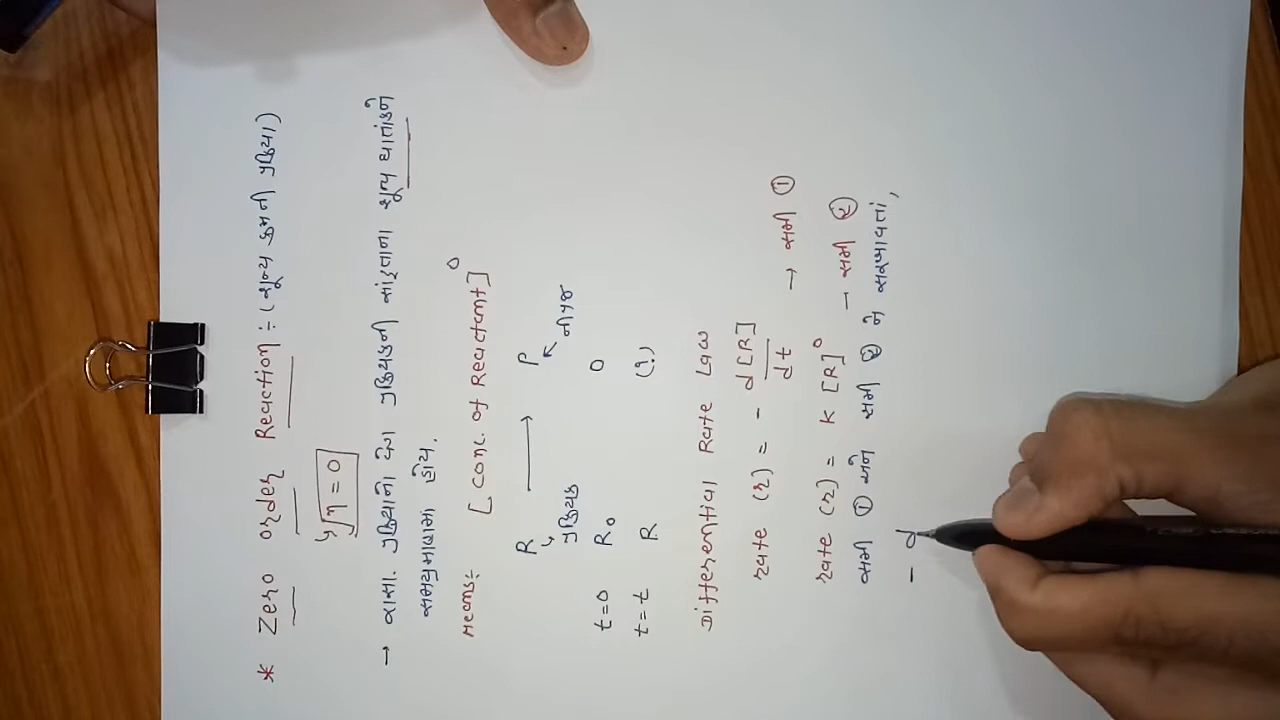 * Zero order Reaction÷ (શૂન્ય ક્રમની પ્રક્રિયા)
↳ n = 0
→ રાસા. પ્રક્રિયાનો વેગ પ્રક્રિયકની સાંદ્રતાના શૂન્ય ઘાતાંકને
સમપ્રમાણમાં હોય.
Means÷ [conc. of Reactant]⁰
R ⟶ P
પ્રક્રિયક નીપજ
t=0 R₀ 0
t=t R (?)
Differential Rate Law
rate (r) = - d[R]/dt → સમી ①
rate (r) = K [R]⁰ → સમી ②
સમી ① અને સમી ② ને સરખાવતાં,
- d